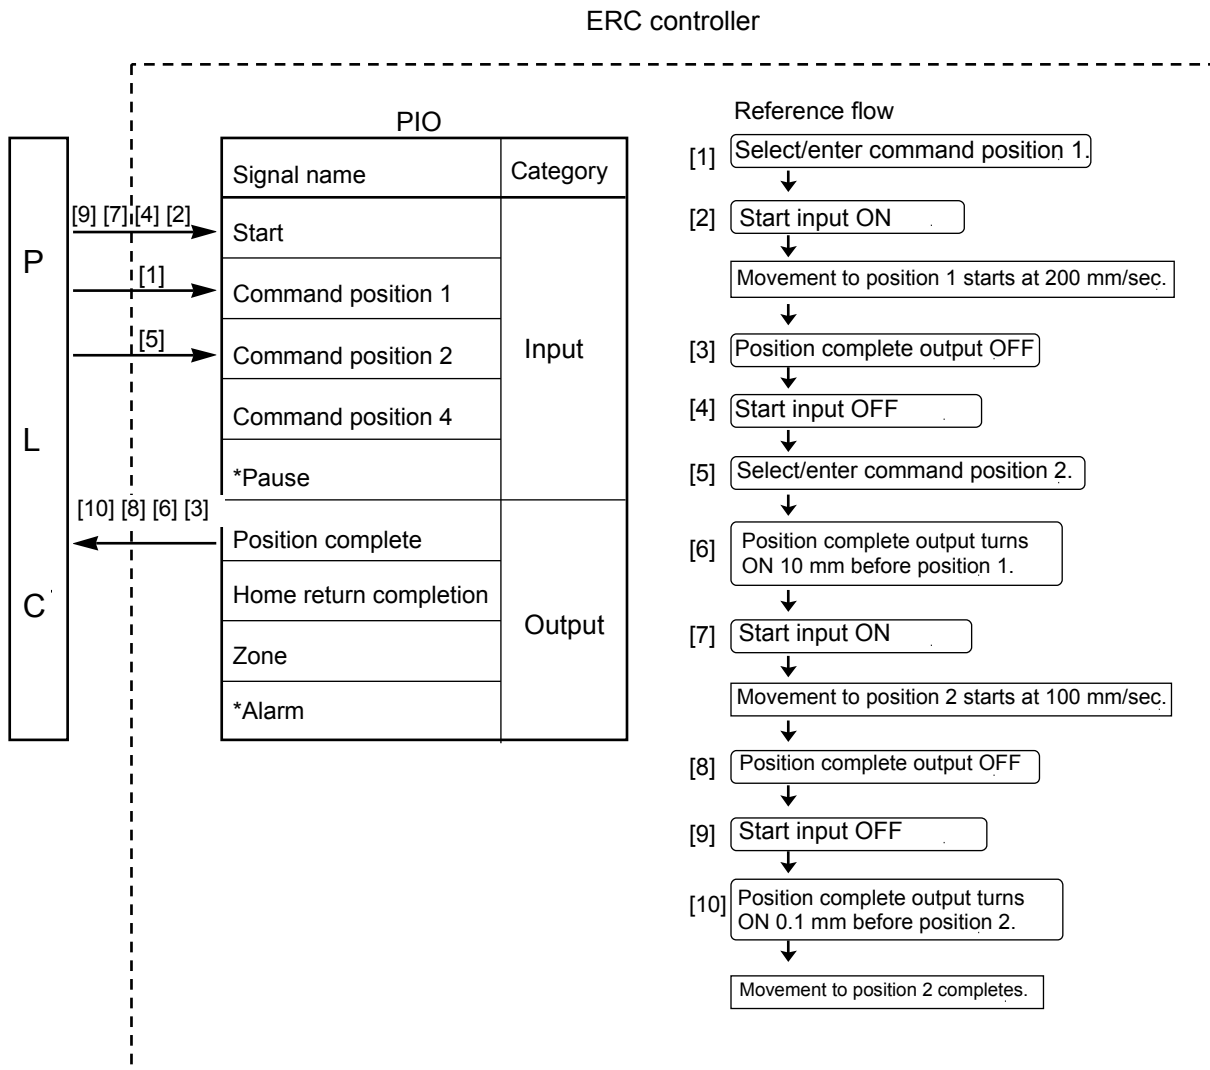 ERC controller
PIO
Signal name
Category
[9] [7] [4] [2]
Start
[1]
Command position 1
[5]
Command position 2
Input
Command position 4
*Pause
[10] [8] [6] [3]
Position complete
Home return completion
Output
Zone
*Alarm
P
L
C
Reference flow
[1] Select/enter command position 1.
[2] Start input ON
Movement to position 1 starts at 200 mm/sec.
[3] Position complete output OFF
[4] Start input OFF
[5] Select/enter command position 2.
[6] Position complete output turns
ON 10 mm before position 1.
[7] Start input ON
Movement to position 2 starts at 100 mm/sec.
[8] Position complete output OFF
[9] Start input OFF
[10] Position complete output turns
ON 0.1 mm before position 2.
Movement to position 2 completes.